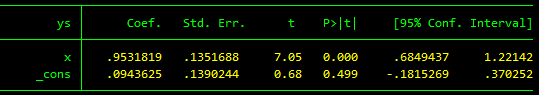 ys Coef. Std. Err. t P>|t| [95% Conf. Interval]
x .9531819 .1351688 7.05 0.000 .6849437 1.22142
_cons .0943625 .1390244 0.68 0.499 -.1815269 .370252